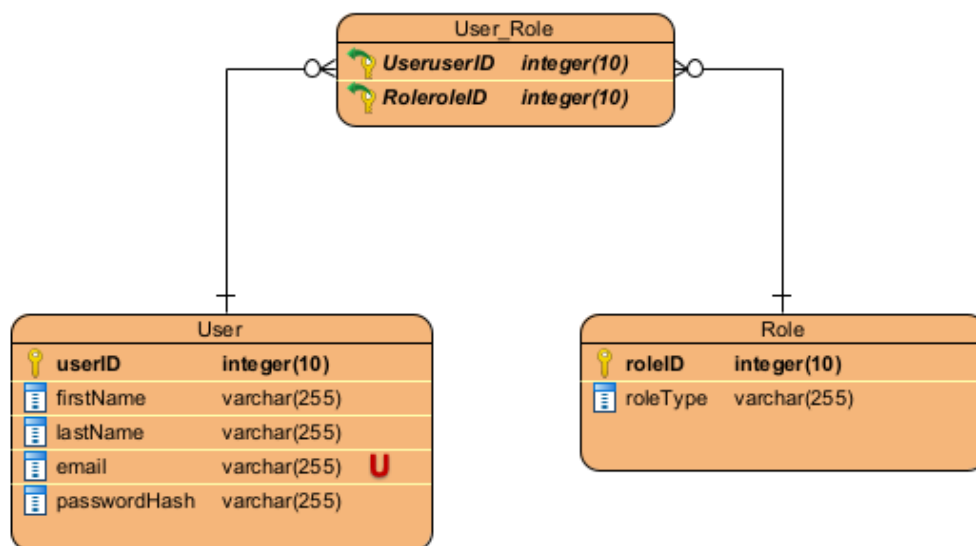 User_Role
UseruserID integer(10)
RoleroleID integer(10)
User
userID integer(10)
firstName varchar(255)
lastName varchar(255)
email varchar(255) U
passwordHash varchar(255)
Role
roleID integer(10)
roleType varchar(255)